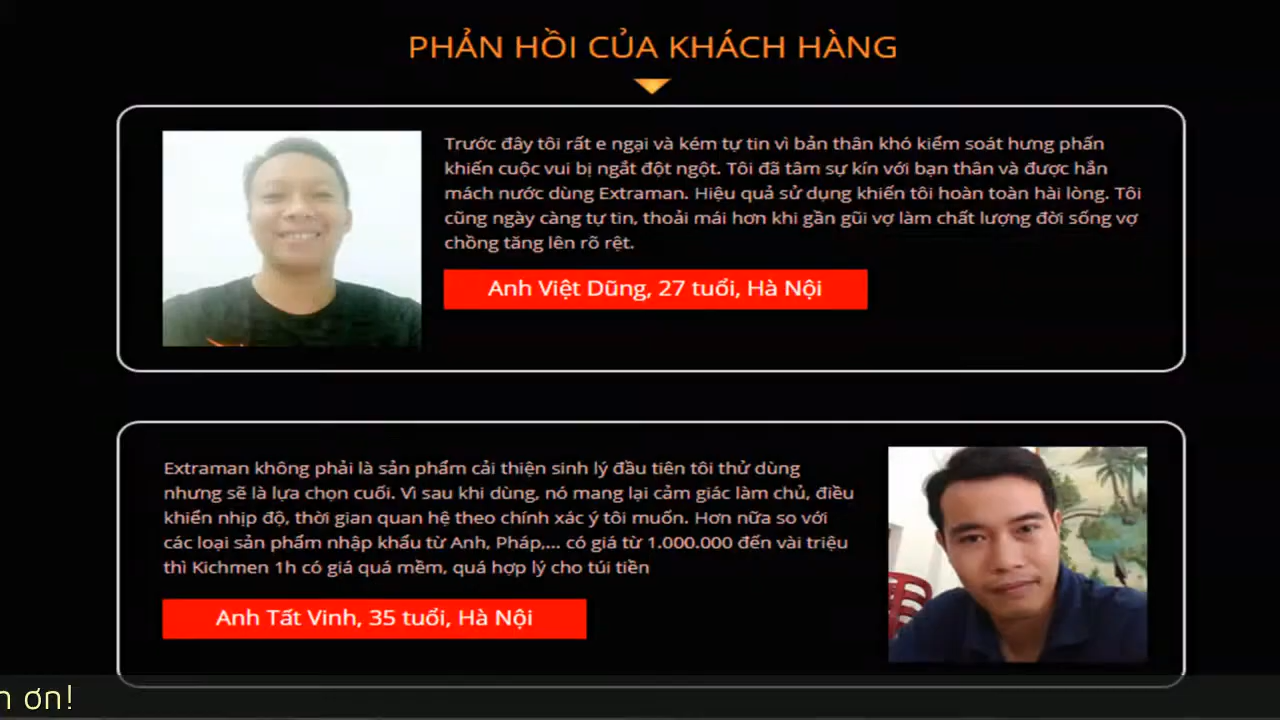 PHẢN HỒI CỦA KHÁCH HÀNG
Trước đây tôi rất e ngại và kém tự tin vì bản thân khó kiểm soát hưng phấn
khiến cuộc vui bị ngắt đột ngột. Tôi đã tâm sự kín với bạn thân và được hắn
mách nước dùng Extraman. Hiệu quả sử dụng khiến tôi hoàn toàn hài lòng. Tôi
cũng ngày càng tự tin, thoải mái hơn khi gần gũi vợ làm chất lượng đời sống vợ
chồng tăng lên rõ rệt.
Anh Việt Dũng, 27 tuổi, Hà Nội
Extraman không phải là sản phẩm cải thiện sinh lý đầu tiên tôi thử dùng
nhưng sẽ là lựa chọn cuối. Vì sau khi dùng, nó mang lại cảm giác làm chủ, điều
khiển nhịp độ, thời gian quan hệ theo chính xác ý tôi muốn. Hơn nữa so với
các loại sản phẩm nhập khẩu từ Anh, Pháp,... có giá từ 1.000.000 đến vài triệu
thì Kichmen 1h có giá quá mềm, quá hợp lý cho túi tiền
Anh Tất Vinh, 35 tuổi, Hà Nội
ơn!